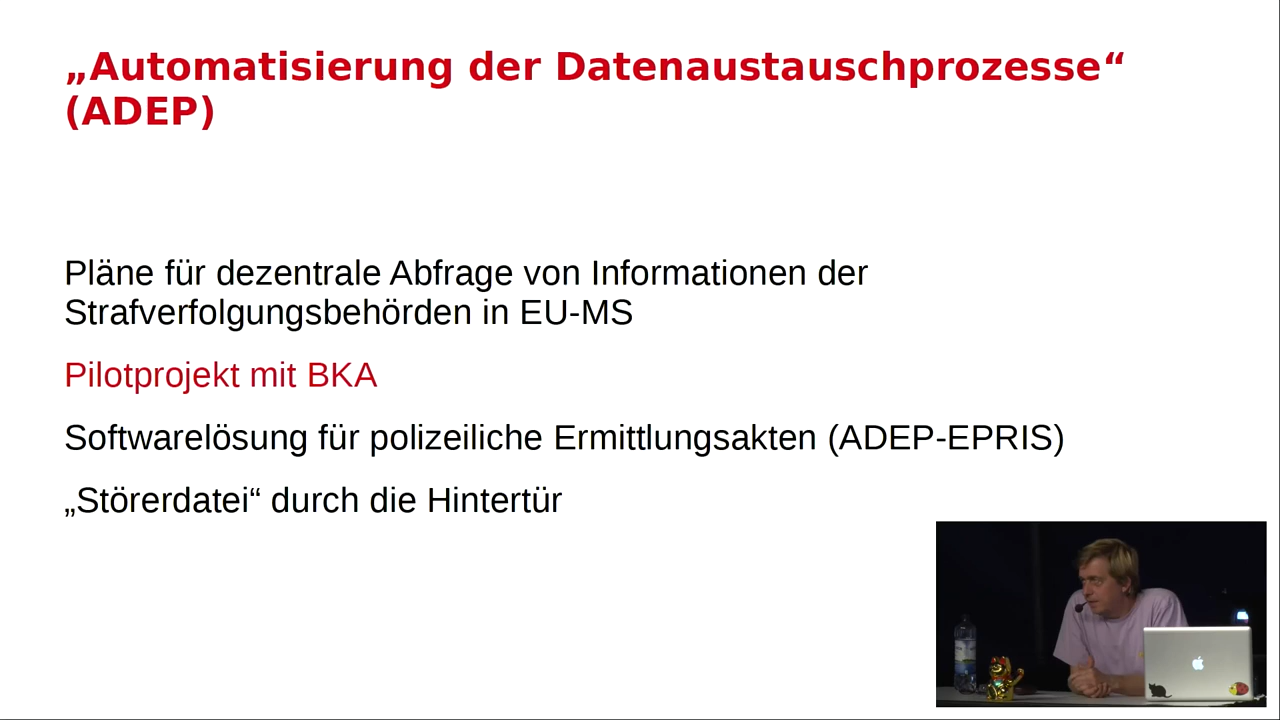 „Automatisierung der Datenaustauschprozesse“
(ADEP)
Pläne für dezentrale Abfrage von Informationen der
Strafverfolgungsbehörden in EU-MS
Pilotprojekt mit BKA
Softwarelösung für polizeiliche Ermittlungsakten (ADEP-EPRIS)
„Störerdatei“ durch die Hintertür